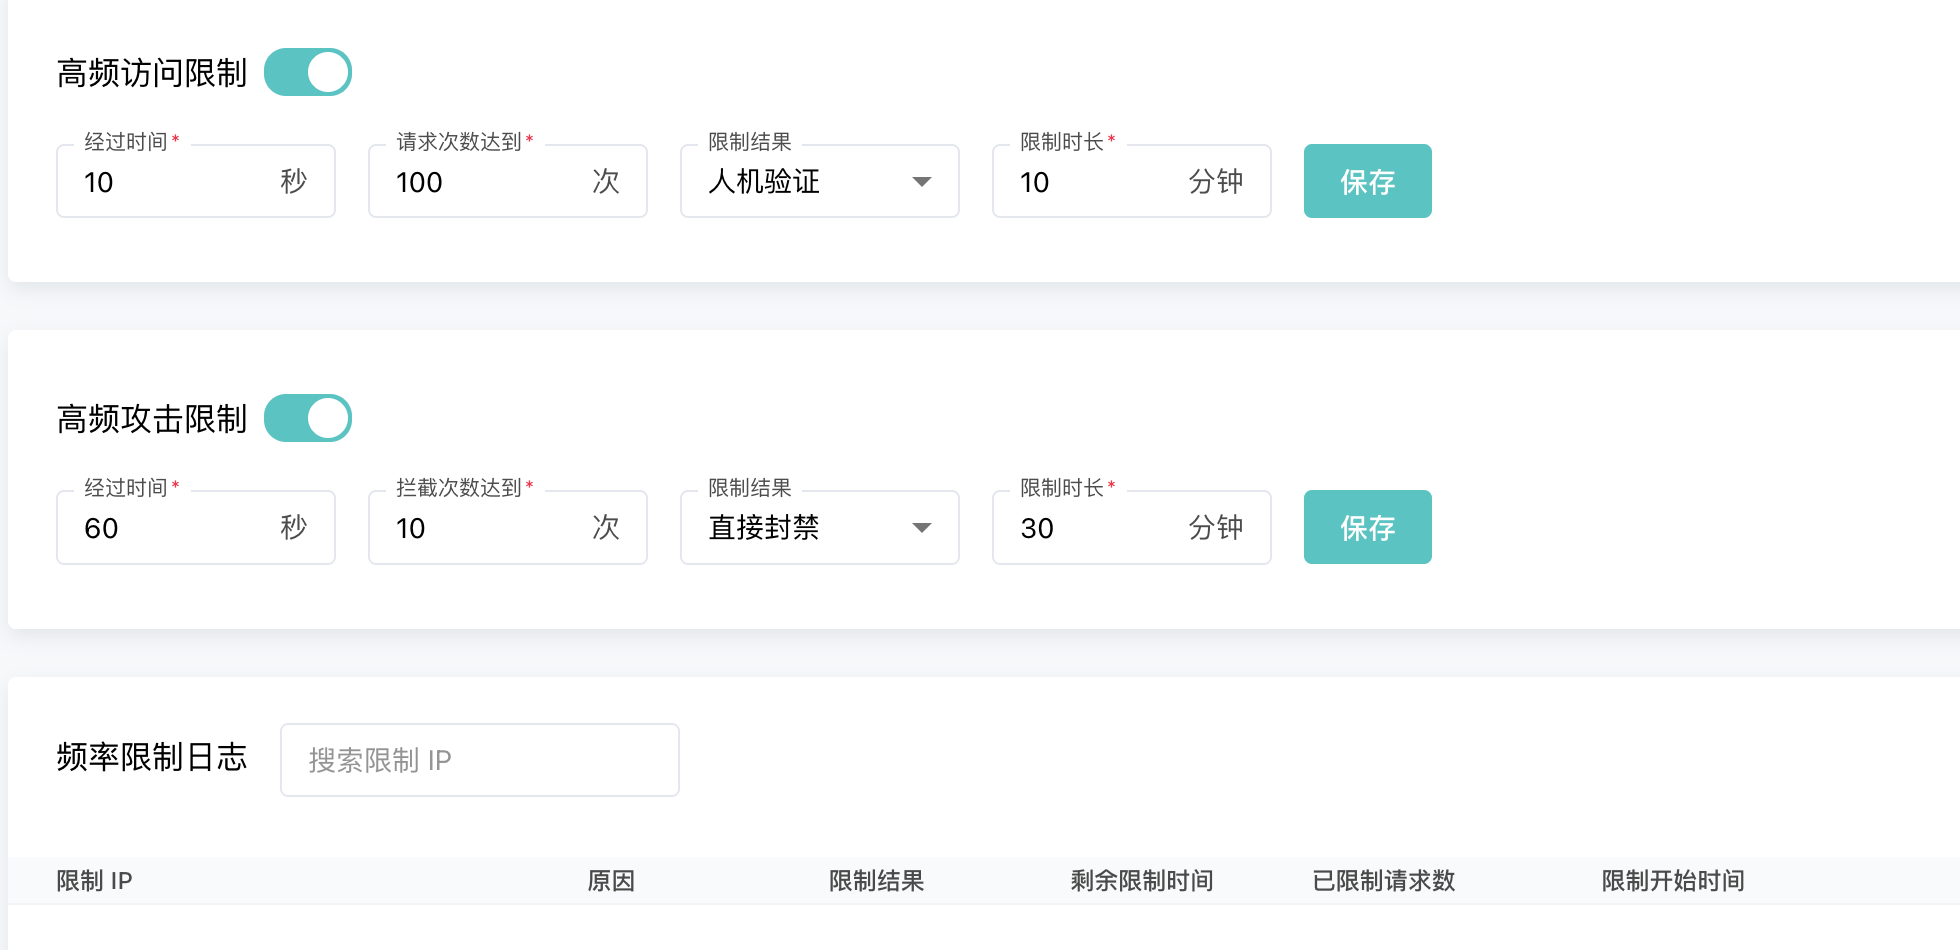 高频访问限制
经过时间* 请求次数达到* 限制结果 限制时长*
10 秒 100 次 人机验证 10 分钟 保存
高频攻击限制
经过时间* 拦截次数达到* 限制结果 限制时长*
60 秒 10 次 直接封禁 30 分钟 保存
频率限制日志 搜索限制 IP
限制 IP 原因 限制结果 剩余限制时间 已限制请求数 限制开始时间